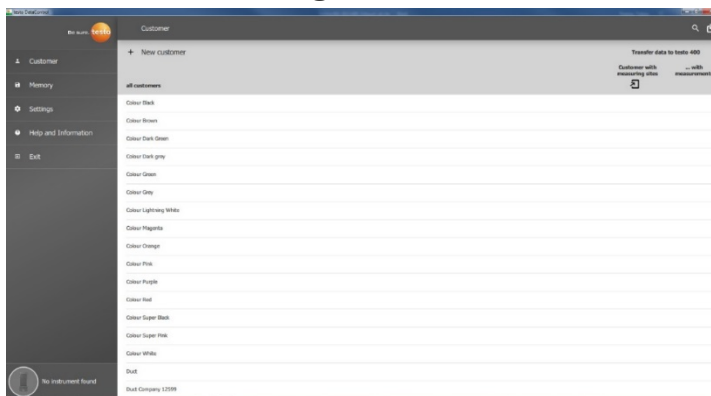 testo DataControl
Be sure. testo
Customer
Memory
Settings
Help and Information
Exit
No instrument found
Customer
+ New customer
Transfer data to testo 400
Customer with measuring sites
... with measurement
all customers
Colour Black
Colour Brown
Colour Dark Green
Colour Dark grey
Colour Green
Colour Grey
Colour Lightning White
Colour Magenta
Colour Orange
Colour Pink
Colour Purple
Colour Red
Colour Super Black
Colour Super Pink
Colour White
Duct
Duct Company 12599